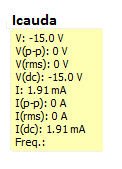 Icauda
V: -15.0 V
V(p-p): 0 V
V(rms): 0 V
V(dc): -15.0 V
I: 1.91 mA
I(p-p): 0 A
I(rms): 0 A
I(dc): 1.91 mA
Freq.: